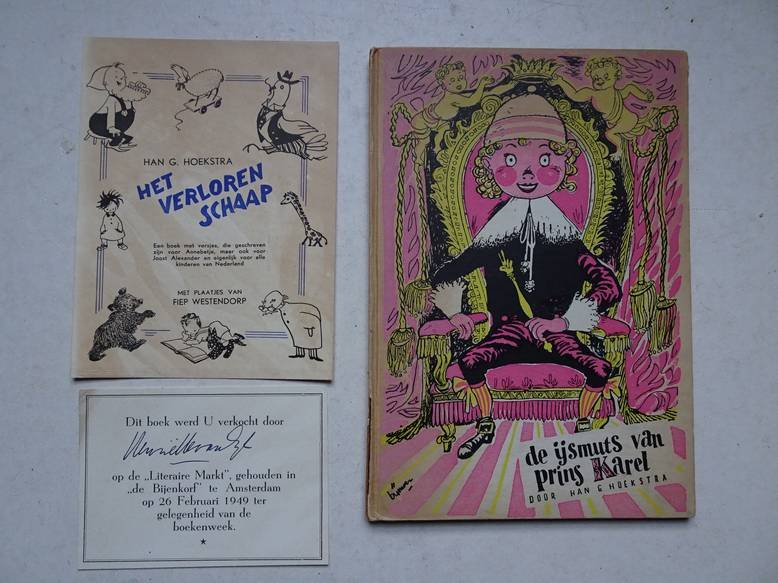 HAN G. HOEKSTRA
HET
VERLOREN
SCHAAP
Een boek met versjes, die geschreven
zijn voor Annebetje, maar ook voor
Joost Alexander en eigenlijk voor alle
kinderen van Nederland
MET PLAATJES VAN
FIEP WESTENDORP
Dit boek werd U verkocht door
op de „Literaire Markt”, gehouden in
„de Bijenkorf” te Amsterdam
op 26 Februari 1949 ter
gelegenheid van de
boekenweek.
de ijsmuts van
prins Karel
DOOR HAN G HOEKSTRA